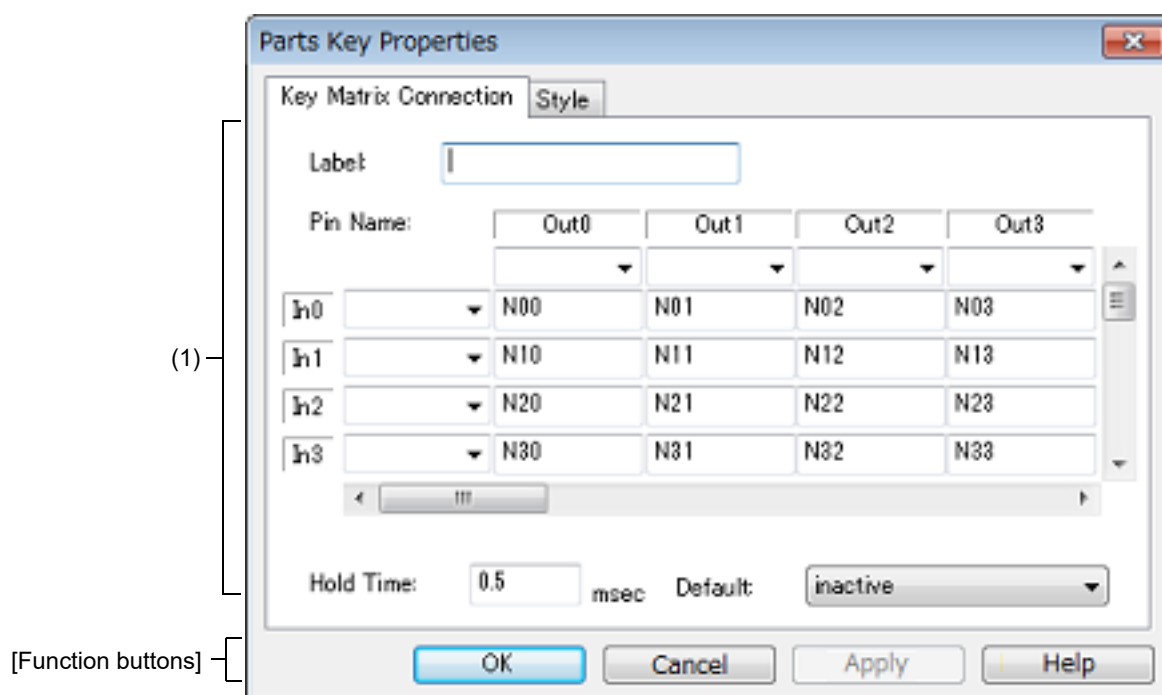 Parts Key Properties
Key Matrix Connection Style
Label:
Pin Name: Out0 Out1 Out2 Out3
In0 N00 N01 N02 N03
(1) In1 N10 N11 N12 N13
In2 N20 N21 N22 N23
In3 N30 N31 N32 N33
Hold Time: 0.5 msec Default: inactive
[Function buttons] OK Cancel Apply Help